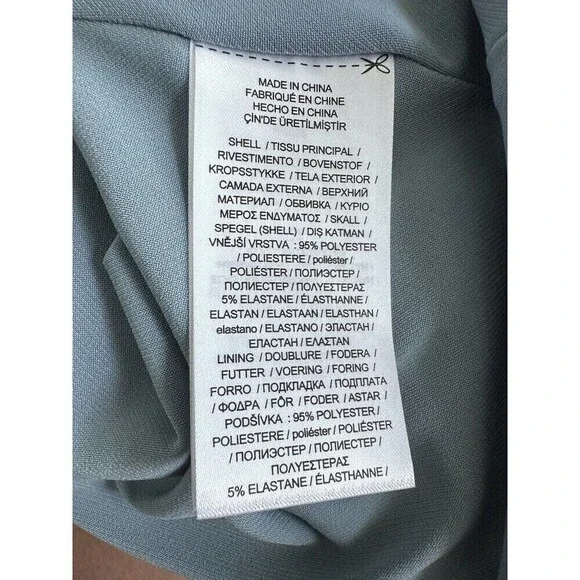 MADE IN CHINA
FABRIQUÉ EN CHINE
HECHO EN CHINA
ÇİN'DE ÜRETİLMİŞTİR
SHELL / TISSU PRINCIPAL /
RIVESTIMENTO / BOVENSTOF /
KROPSSTYKKE / TELA EXTERIOR /
CAMADA EXTERNA / ВЕРХНИЙ
МАТЕРИАЛ / ОБВИВКА / ΚΥΡΙΟ
ΜΕΡΟΣ ΕΝΔΥΜΑΤΟΣ / SKALL /
SPEGEL (SHELL) / DIŞ KATMAN /
VNĚJŠÍ VRSTVA : 95% POLYESTER
/ POLIESTERE / poliéster /
POLIÉSTER / ПОЛИЭСТЕР /
ПОЛИЕСТЕР / ΠΟΛΥΕΣΤΕΡΑΣ
5% ELASTANE / ÉLASTHANNE /
ELASTAN / ELASTAAN / ELASTHAN /
elastano / ELASTANO / ЭЛАСТАН /
ЕЛАСТАН / ΕΛΑΣΤΑΝ
LINING / DOUBLURE / FODERA /
FUTTER / VOERING / FORING /
FORRO / ПОДКЛАДКА / ПОДПЛАТА
/ ΦΟΔΡΑ / FÔR / FODER / ASTAR /
PODŠÍVKA : 95% POLYESTER /
POLIESTERE / poliéster / POLIÉSTER
/ ПОЛИЭСТЕР / ПОЛИЕСТЕР /
ΠΟΛΥΕΣΤΕΡΑΣ
5% ELASTANE / ÉLASTHANNE /